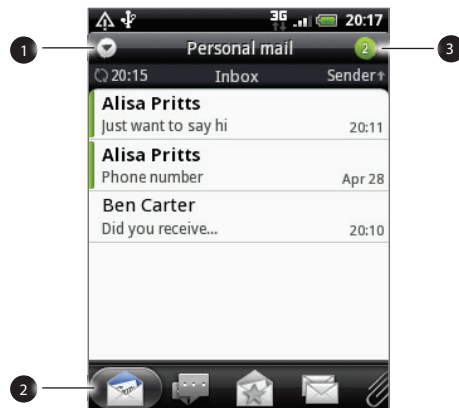 3G 20:17
1 Personal mail 2 3
20:15 Inbox Sender↑
Alisa Pritts
Just want to say hi 20:11
Alisa Pritts
Phone number Apr 28
Ben Carter
Did you receive... 20:10
2